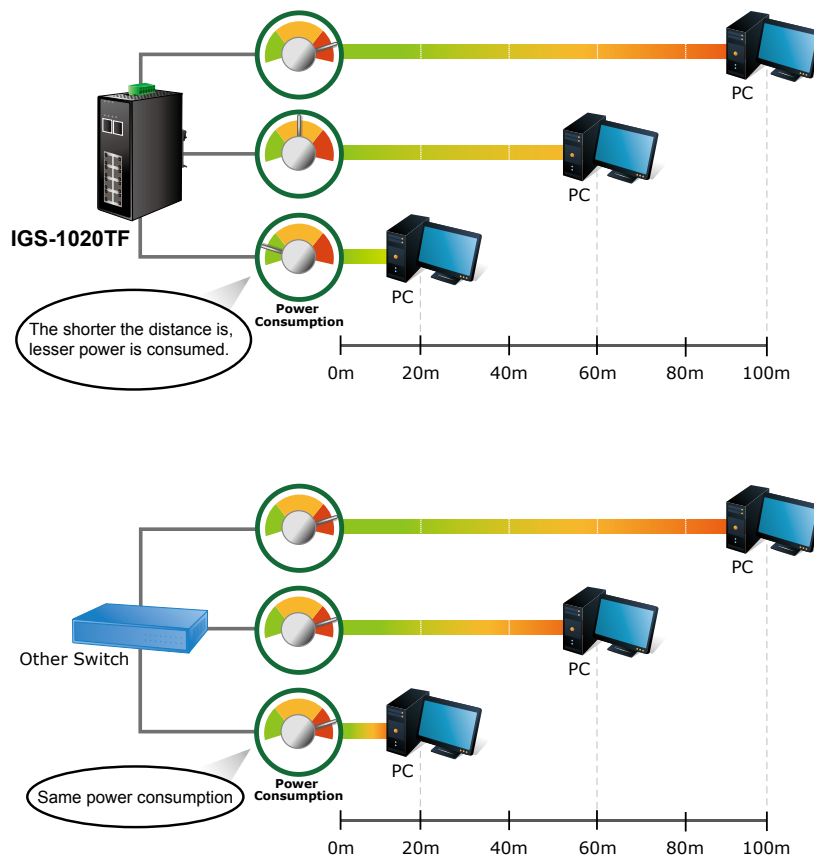 PC
PC
IGS-1020TF
PC
Power
Consumption
The shorter the distance is,
lesser power is consumed.
0m 20m 40m 60m 80m 100m
PC
Other Switch
PC
PC
Power
Consumption
Same power consumption
0m 20m 40m 60m 80m 100m